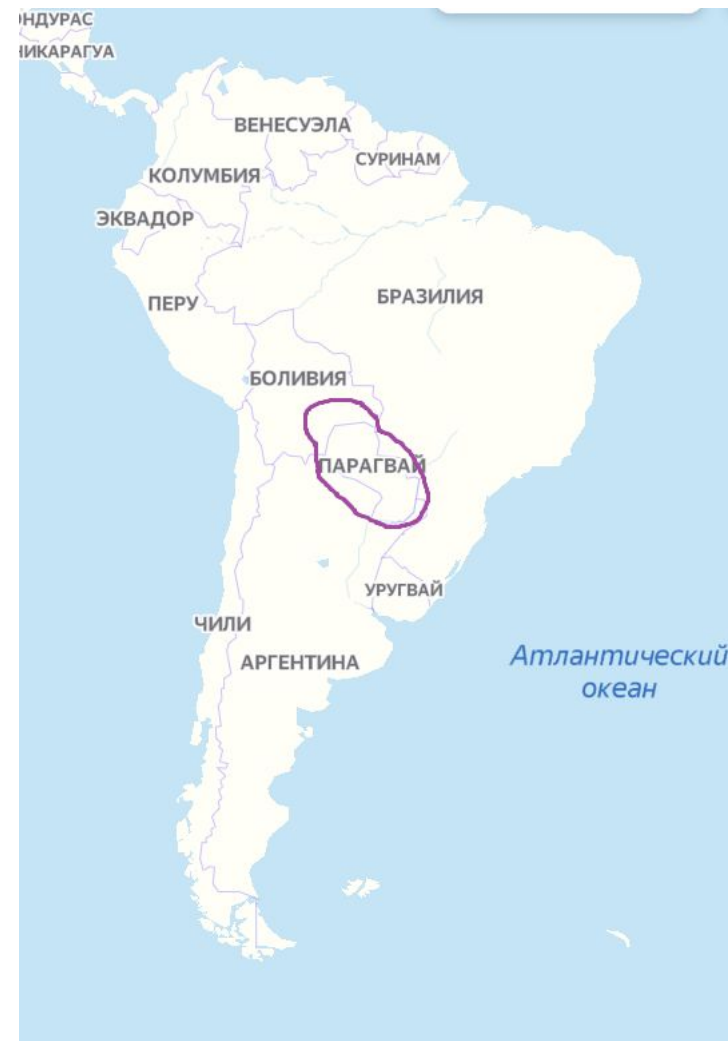 НДУРАС
НИКАРАГУА
ВЕНЕСУЭЛА
СУРИНАМ
КОЛУМБИЯ
ЭКВАДОР
БРАЗИЛИЯ
ПЕРУ
БОЛИВИЯ
ПАРАГВАЙ
УРУГВАЙ
ЧИЛИ
АРГЕНТИНА
Атлантический
океан